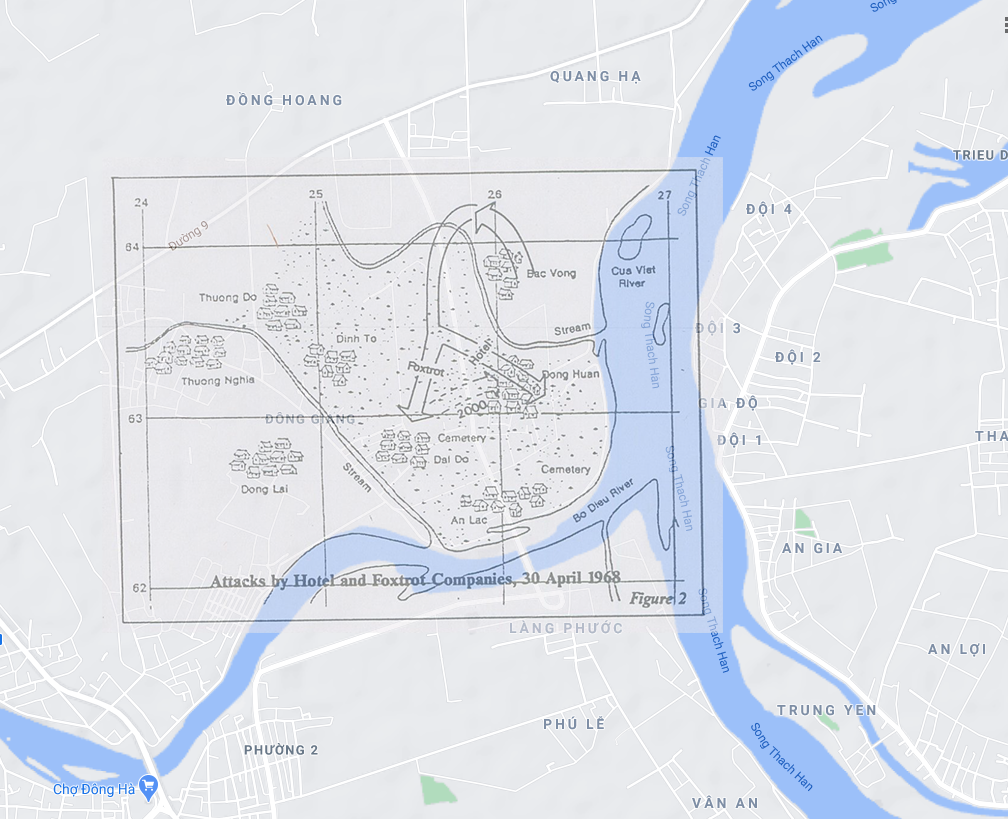 Song
Song Thach Han
QUANG HẠ
ĐỒNG HOANG
TRIEU D
Song Thach Han
ĐỘI 4
24
25
26
27
Đường 9
64
Bac Vong
Cua Viet
River
Thuong Do
Stream
ĐỘI 3
Song Thach Han
Dinh To
Hotel
ĐỘI 2
Foxtrot
Dong Huan
Thuong Nghia
2000
GIA ĐỘ
63
ĐÔNG GIANG
Cemetery
ĐỘI 1
THA
Dai Do
Cemetery
Stream
Dong Lai
Song Thach Han
Bo Dieu River
An Lac
AN GIA
62
Attacks by Hotel and Foxtrot Companies, 30 April 1968
Figure 2
Song Thach Han
LÀNG PHƯỚC
AN LỢI
TRUNG YEN
PHÚ LÊ
PHƯỜNG 2
Song Thach Han
Chợ Đông Hà
VÂN AN